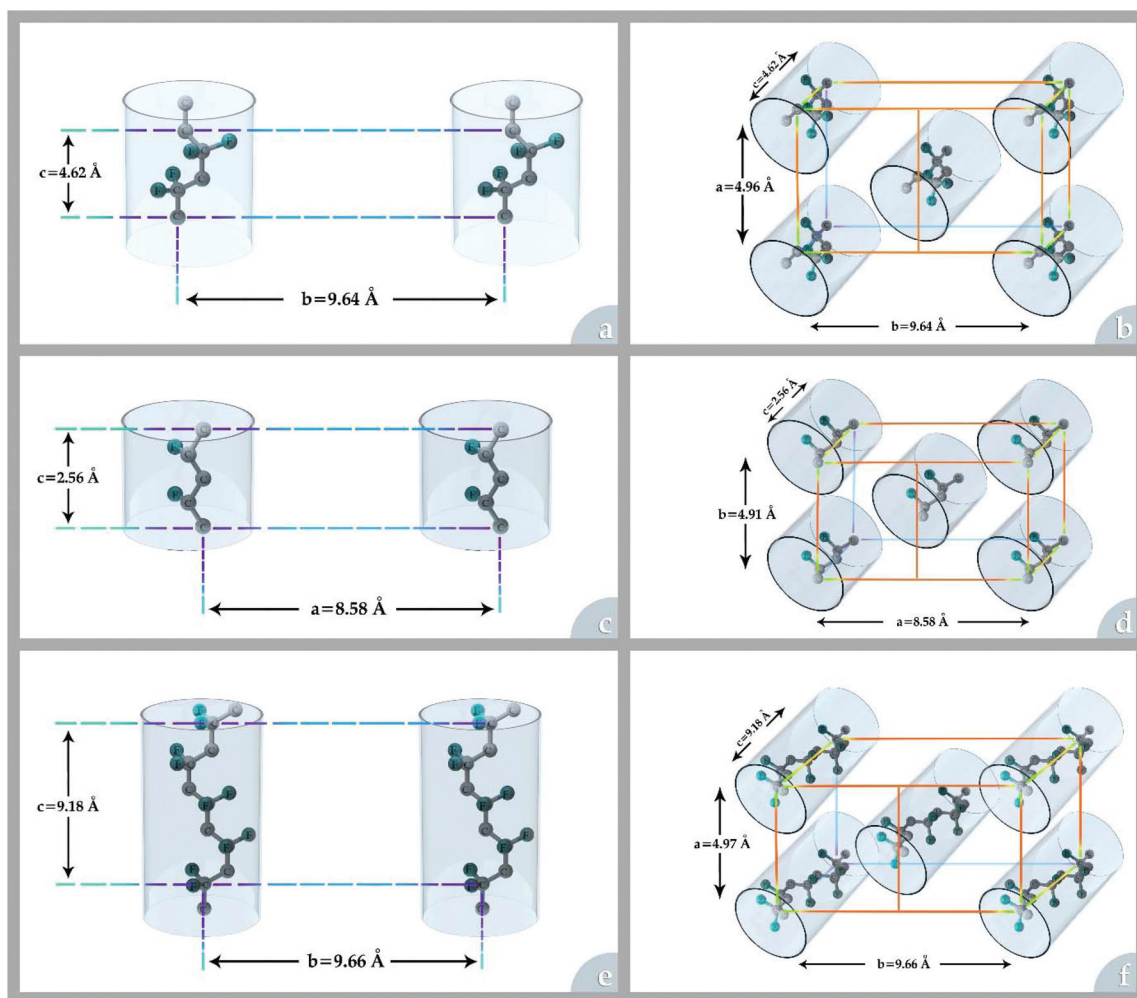 c=4.62 Å
b=9.64 Å
a
c=4.62 Å
a=4.96 Å
b=9.64 Å
b
c=2.56 Å
a=8.58 Å
c
c=2.56 Å
b=4.91 Å
a=8.58 Å
d
c=9.18 Å
b=9.66 Å
e
c=9.18 Å
a=4.97 Å
b=9.66 Å
f